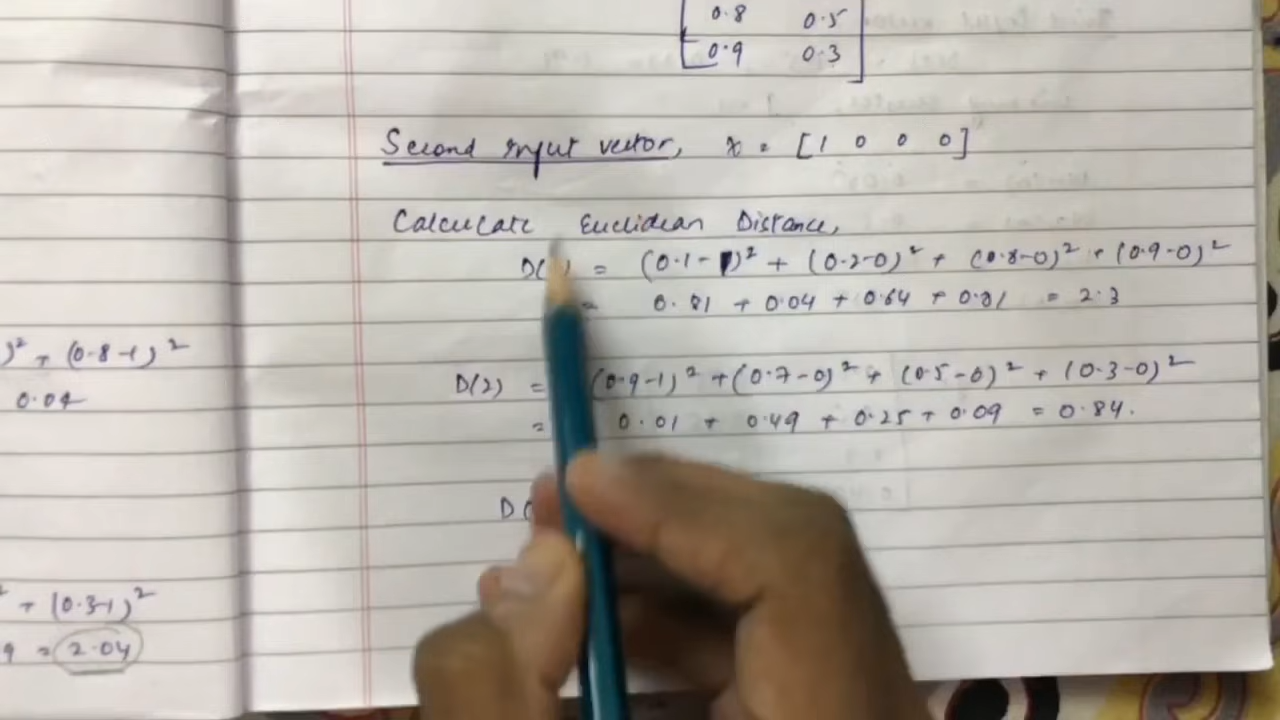 0.8 0.5
0.9 0.3
Second input vector, x = [1 0 0 0]
Calculate Euclidean Distance,
D( ) = (0.1-1)² + (0.2-0)² + (0.8-0)² + (0.9-0)²
= 0.81 + 0.04 + 0.64 + 0.81 = 2.3
)² + (0.8-1)²
0.04
D(2) = (0.9-1)² + (0.7-0)² + (0.5-0)² + (0.3-0)²
= 0.01 + 0.49 + 0.25 + 0.09 = 0.84.
D(
² + (0.3-1)²
9 = 2.04